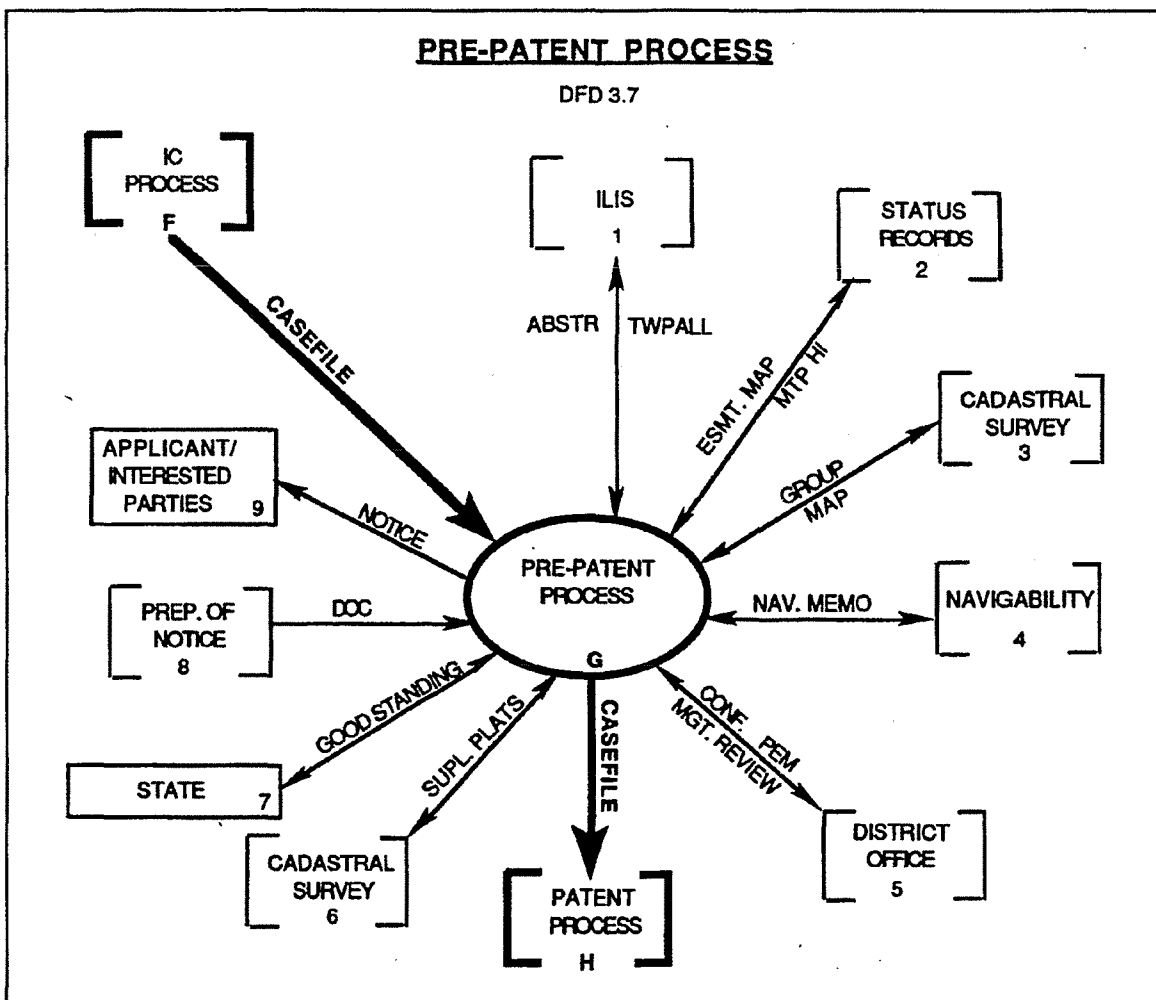 PRE-PATENT PROCESS
DFD 3.7
IC
PROCESS
F
ILIS
1
STATUS
RECORDS
2
CASEFILE
ABSTR
TWPALL
ESMT. MAP
MTP HI
CADASTRAL
SURVEY
3
GROUP
MAP
APPLICANT/
INTERESTED
PARTIES
9
NOTICE
PRE-PATENT
PROCESS
G
NAV. MEMO
NAVIGABILITY
4
PREP. OF
NOTICE
8
DOC
GOOD STANDING
STATE
7
SUPL. PLATS
CADASTRAL
SURVEY
6
CASEFILE
PATENT
PROCESS
H
CONF. PEM
MGT. REVIEW
DISTRICT
OFFICE
5